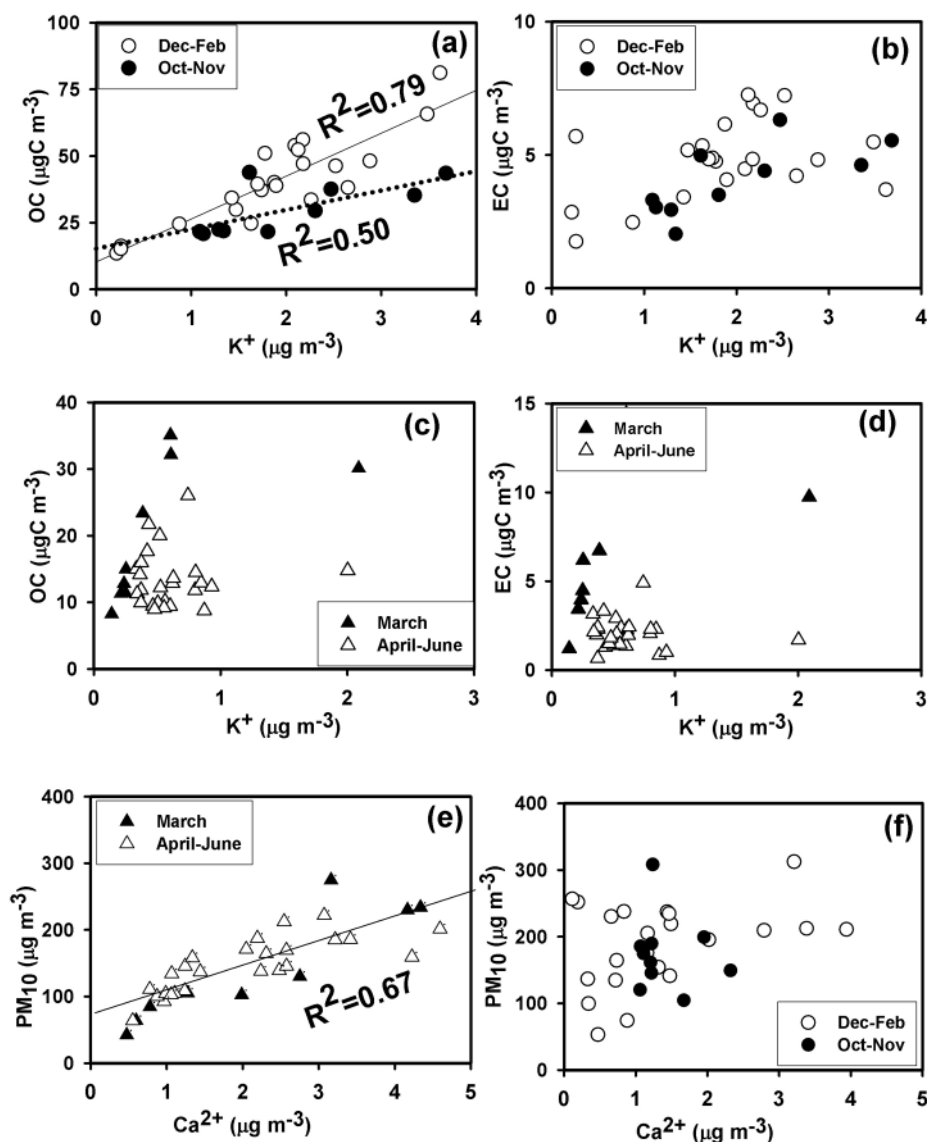 (a)
Dec-Feb
Oct-Nov
R²=0.79
R²=0.50
OC (μgC m⁻³)
100
75
50
25
0
0 1 2 3 4
K⁺ (μg m⁻³)
(b)
Dec-Feb
Oct-Nov
EC (μgC m⁻³)
10
5
0
0 1 2 3 4
K⁺ (μg m⁻³)
(c)
March
April-June
OC (μgC m⁻³)
40
30
20
10
0
0 1 2 3
K⁺ (μg m⁻³)
(d)
March
April-June
EC (μgC m⁻³)
15
10
5
0
0 1 2 3
K⁺ (μg m⁻³)
(e)
March
April-June
R²=0.67
PM₁₀ (μg m⁻³)
400
300
200
100
0
0 1 2 3 4 5
Ca²⁺ (μg m⁻³)
(f)
Dec-Feb
Oct-Nov
PM₁₀ (μg m⁻³)
400
300
200
100
0
0 1 2 3 4 5
Ca²⁺ (μg m⁻³)